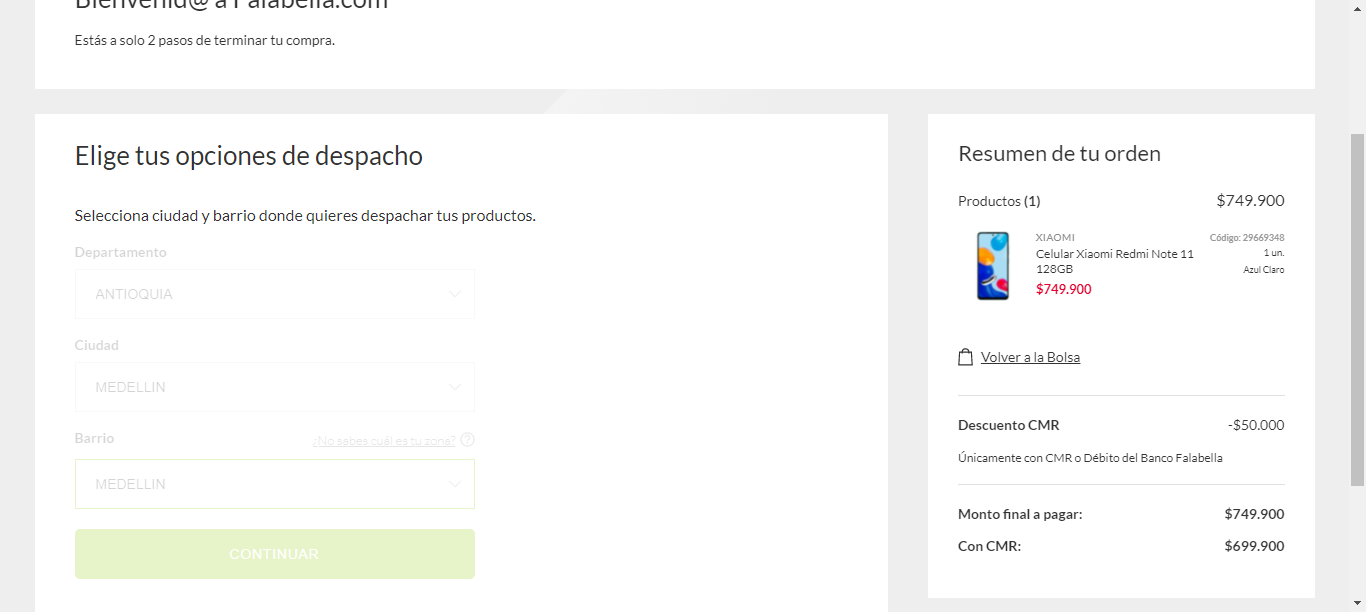 Bienvenid@ a Falabella.com
Estás a solo 2 pasos de terminar tu compra.
Elige tus opciones de despacho
Selecciona ciudad y barrio donde quieres despachar tus productos.
Departamento
ANTIOQUIA
Ciudad
MEDELLIN
Barrio
¿No sabes cuál es tu zona?
MEDELLIN
CONTINUAR
Resumen de tu orden
Productos (1) $749.900
XIAOMI Código: 29669348
Celular Xiaomi Redmi Note 11 1 un.
128GB Azul Claro
$749.900
Volver a la Bolsa
Descuento CMR -$50.000
Únicamente con CMR o Débito del Banco Falabella
Monto final a pagar: $749.900
Con CMR: $699.900